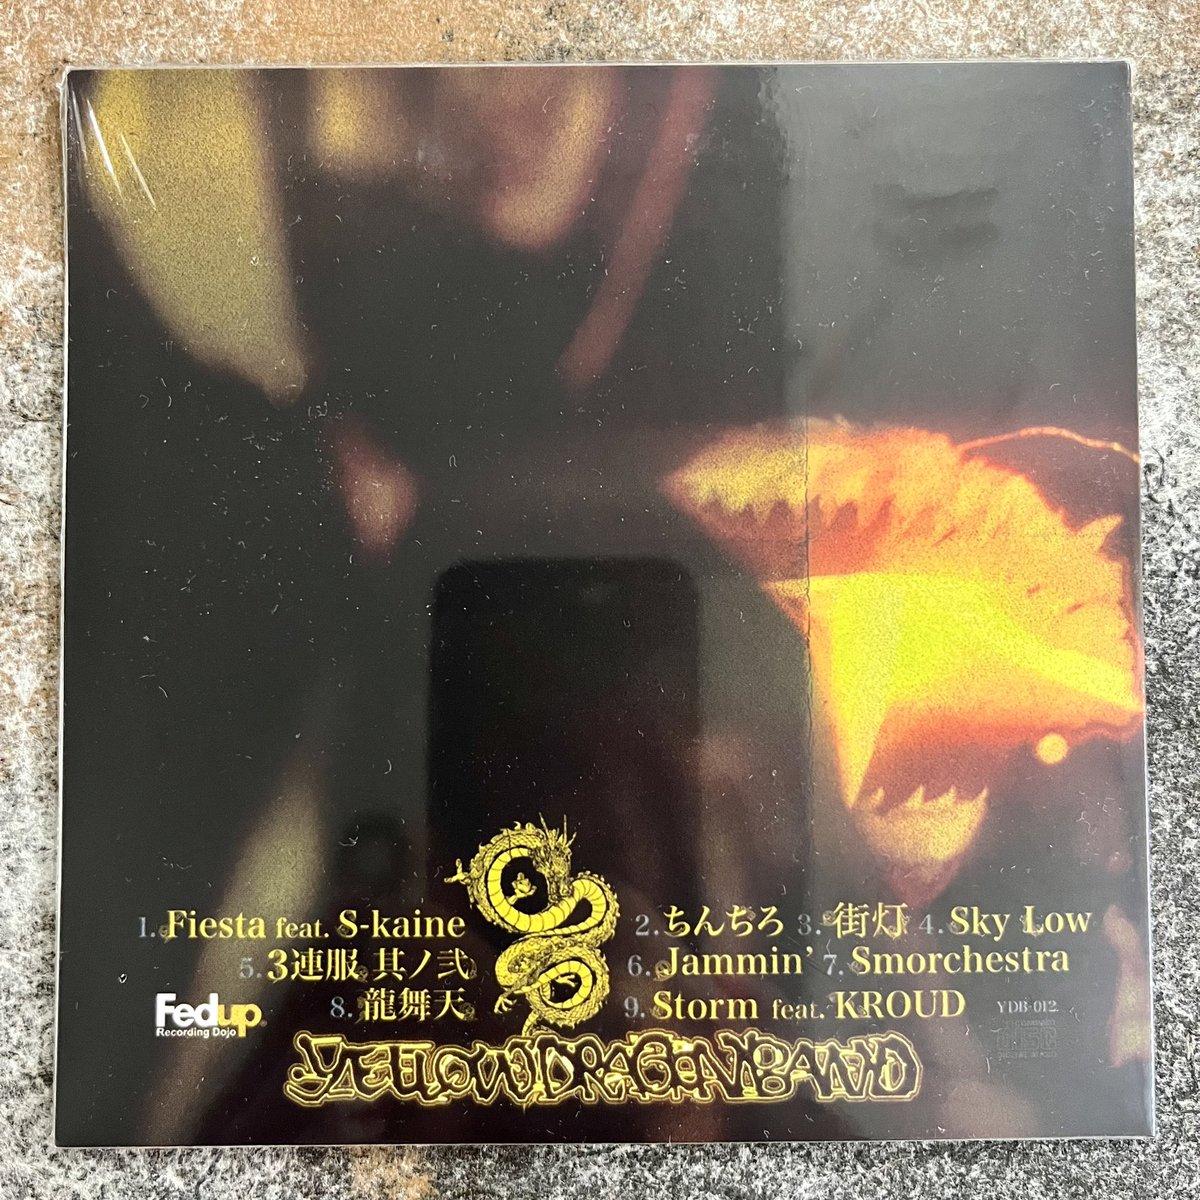 1. Fiesta feat. S-kaine 2. ちんちろ 3. 街灯 4. Sky Low
5. 3連服 其ノ弐 6. Jammin' 7. Smorchestra
8. 龍舞天 9. Storm feat. KROUD YDB-012
Fedup
Recording Dojo
YELLOWDRAGONBAND